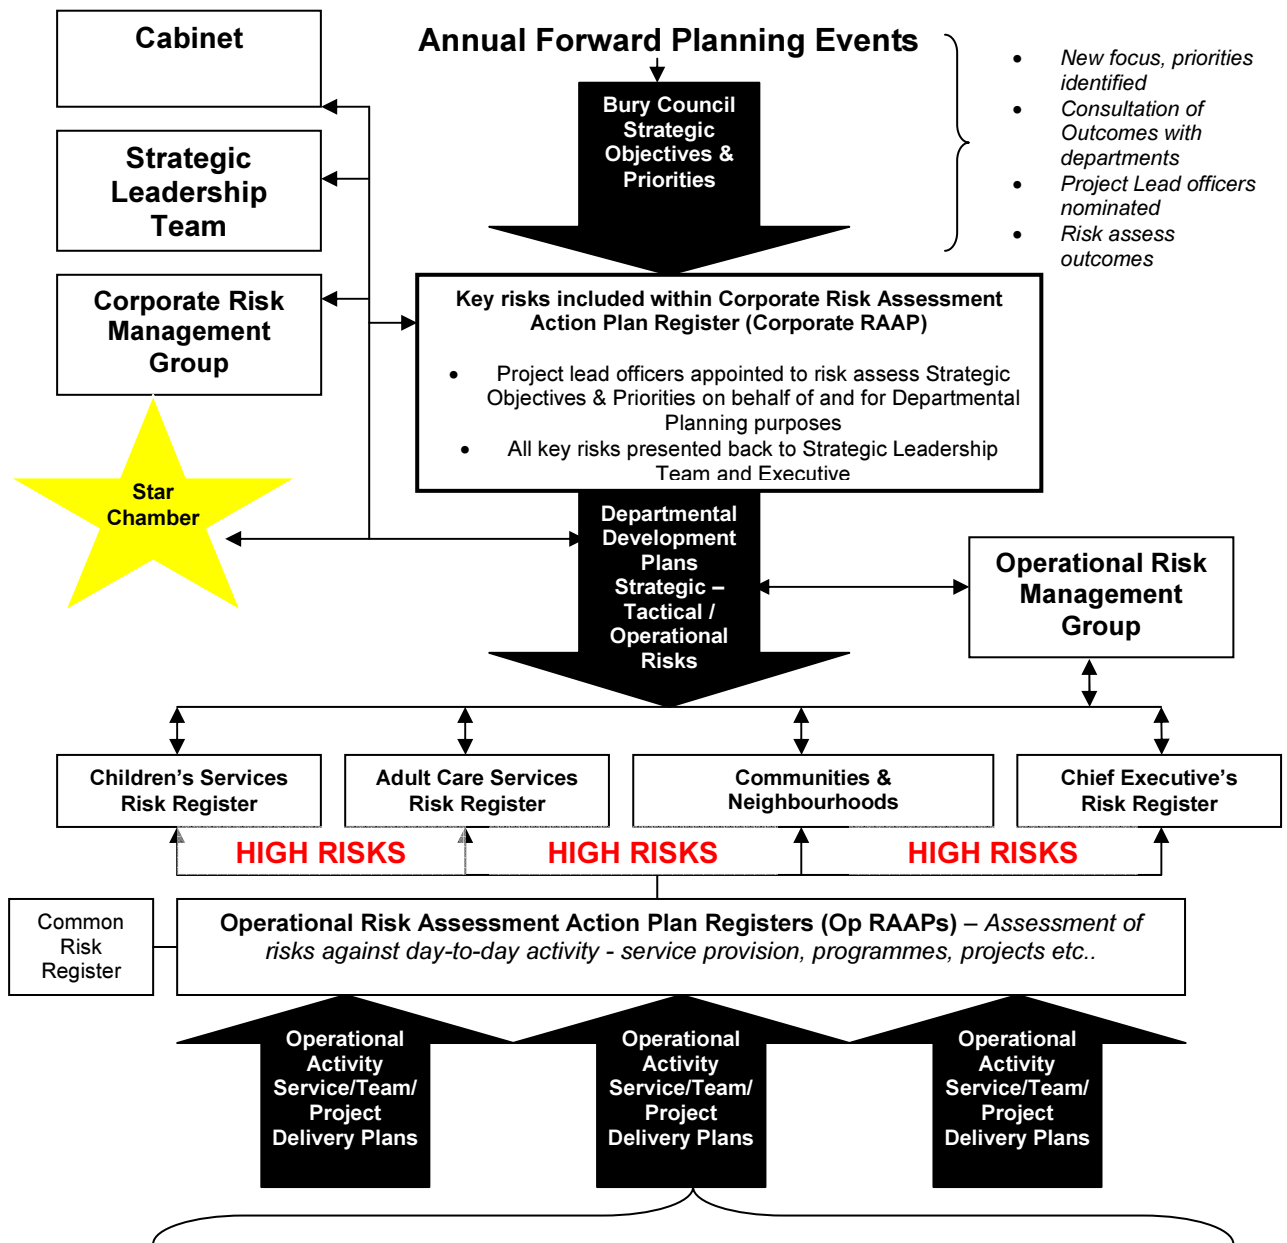 Cabinet
Annual Forward Planning Events
• New focus, priorities
identified
• Consultation of
Outcomes with
departments
• Project Lead officers
nominated
• Risk assess
outcomes
Bury Council
Strategic
Objectives &
Priorities
Strategic
Leadership
Team
Corporate Risk
Management
Group
Key risks included within Corporate Risk Assessment
Action Plan Register (Corporate RAAP)
• Project lead officers appointed to risk assess Strategic
Objectives & Priorities on behalf of and for Departmental
Planning purposes
• All key risks presented back to Strategic Leadership
Team and Executive
Star
Chamber
Departmental
Development
Plans
Strategic –
Tactical /
Operational
Risks
Operational Risk
Management
Group
Children's Services
Risk Register
Adult Care Services
Risk Register
Communities &
Neighbourhoods
Chief Executive's
Risk Register
HIGH RISKS
HIGH RISKS
HIGH RISKS
Common
Risk
Register
Operational Risk Assessment Action Plan Registers (Op RAAPs) – Assessment of
risks against day-to-day activity - service provision, programmes, projects etc..
Operational
Activity
Service/Team/
Project
Delivery Plans
Operational
Activity
Service/Team/
Project
Delivery Plans
Operational
Activity
Service/Team/
Project
Delivery Plans